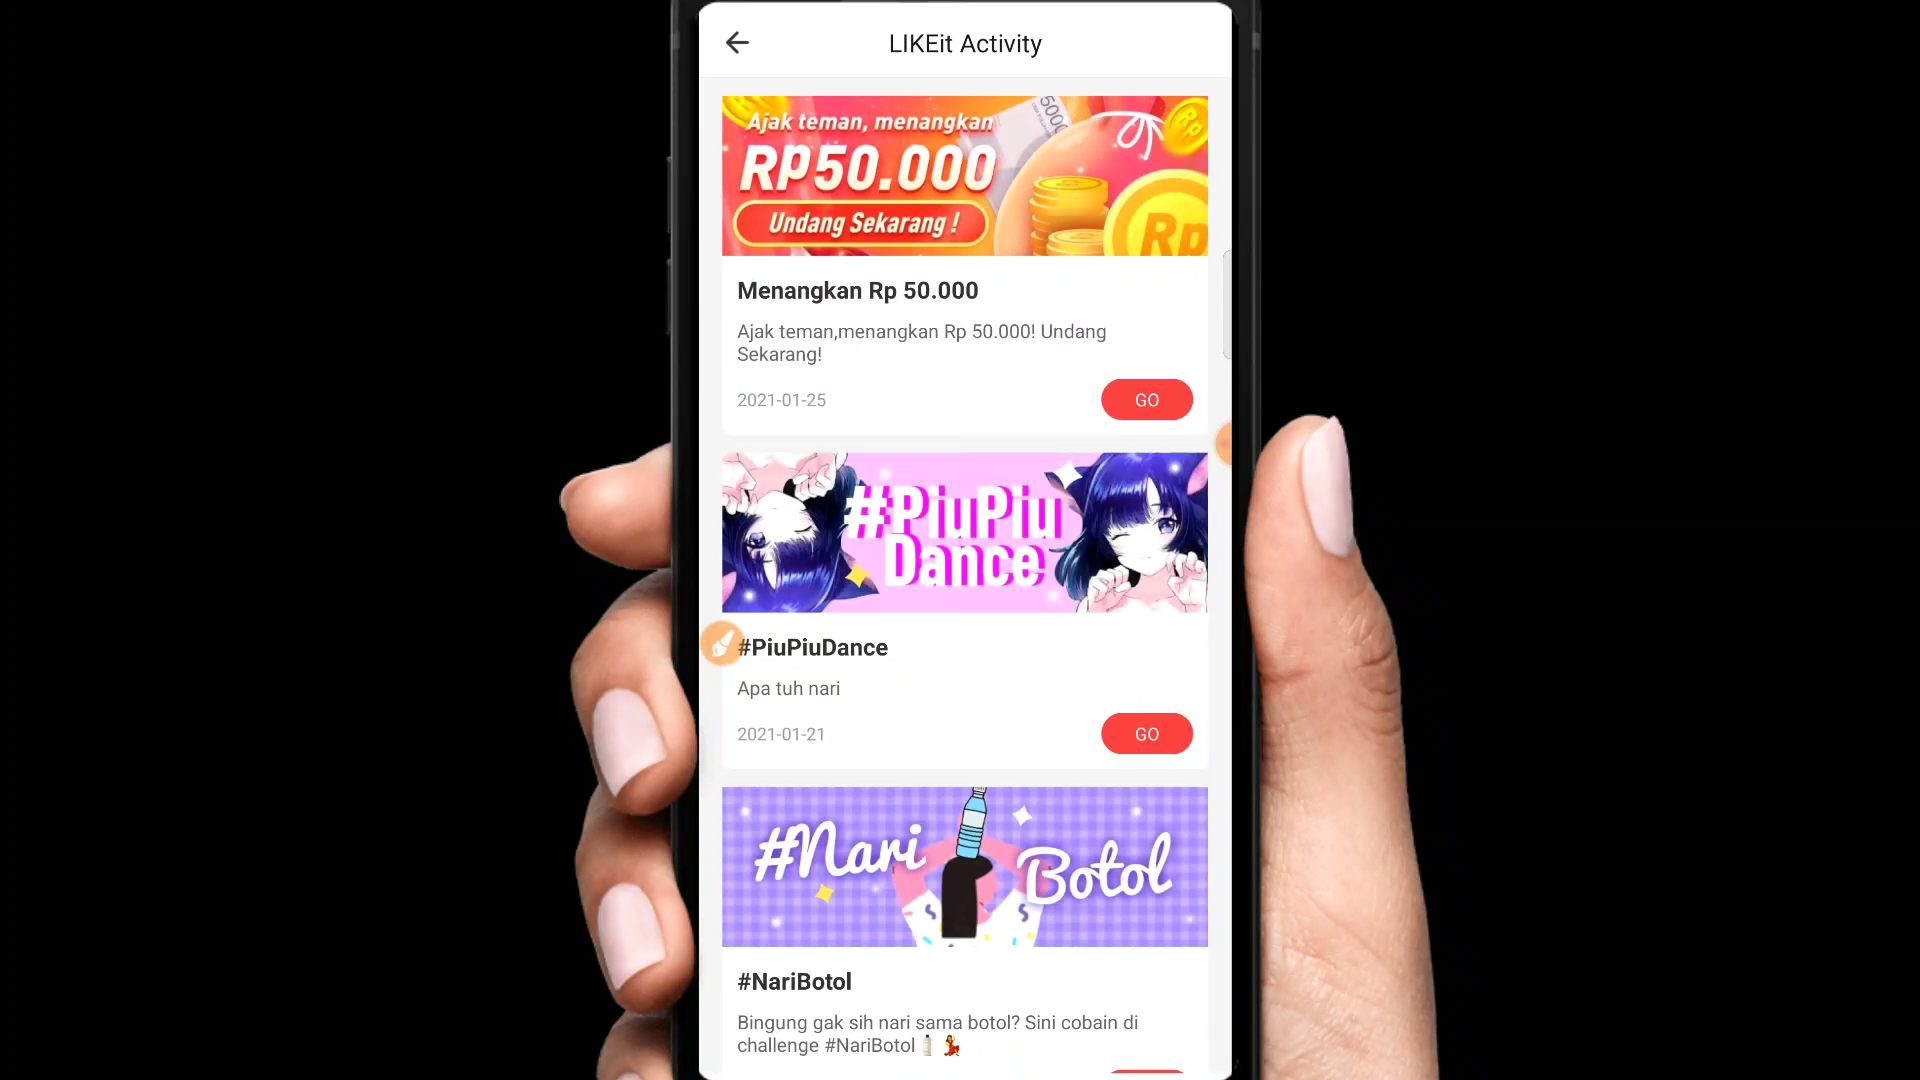 LIKEit Activity
Ajak teman, menangkan
RP50.000
Undang Sekarang !
Rp
Rp
Menangkan Rp 50.000
Ajak teman,menangkan Rp 50.000! Undang
Sekarang!
2021-01-25
GO
#PiuPiu
Dance
#PiuPiuDance
Apa tuh nari
2021-01-21
GO
#Nari
Botol
#NariBotol
Bingung gak sih nari sama botol? Sini cobain di
challenge #NariBotol